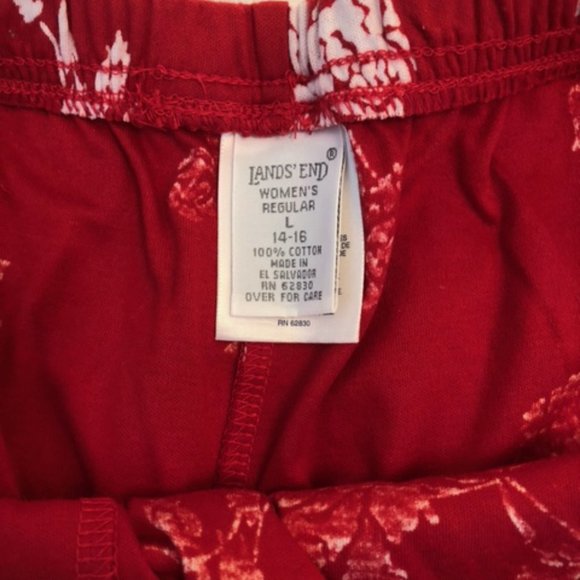 LANDS' END®
WOMEN'S
REGULAR
L
14-16
100% COTTON
MADE IN
EL SALVADOR
RN 62830
OVER FOR CARE
RN 62830